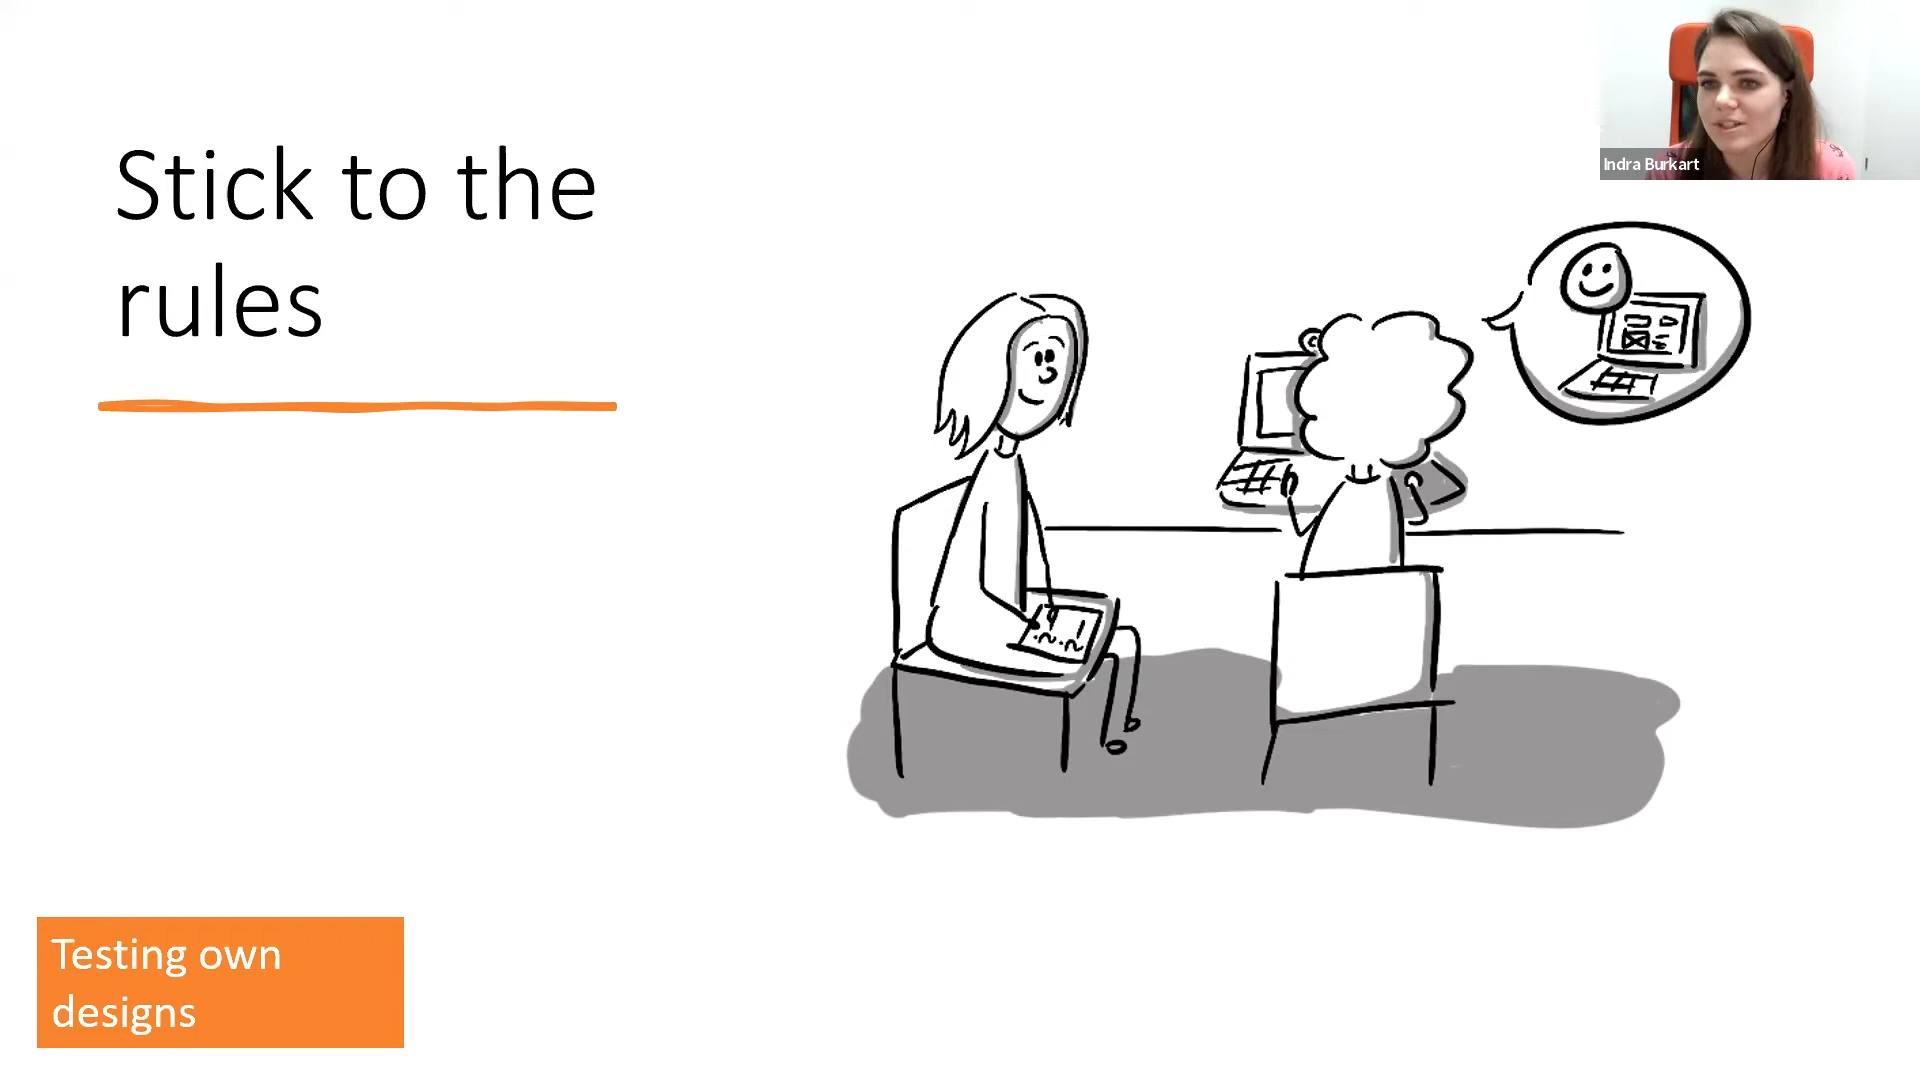 Indra Burkart
Stick to the
rules
Testing own
designs